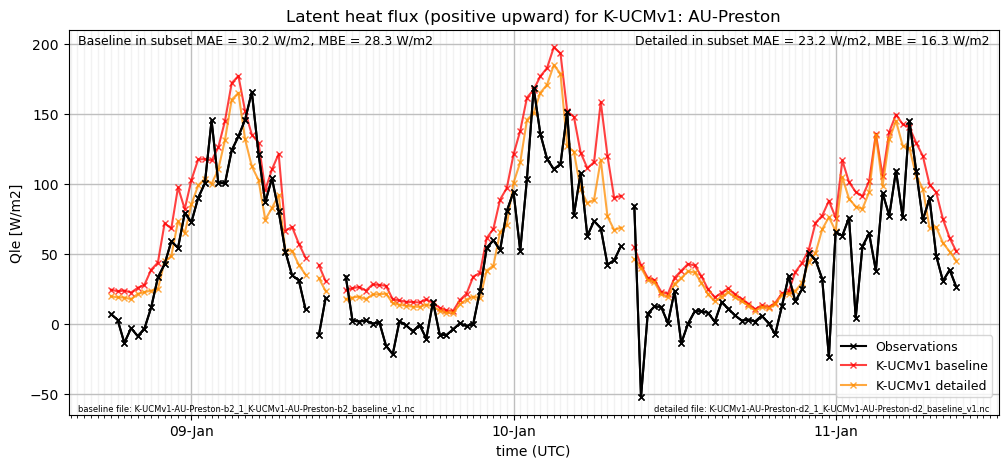 Latent heat flux (positive upward) for K-UCMv1: AU-Preston
Baseline in subset MAE = 30.2 W/m2, MBE = 28.3 W/m2
Detailed in subset MAE = 23.2 W/m2, MBE = 16.3 W/m2
200
150
100
50
0
−50
Qle [W/m2]
Observations
K-UCMv1 baseline
K-UCMv1 detailed
baseline file: K-UCMv1-AU-Preston-b2_1_K-UCMv1-AU-Preston-b2_baseline_v1.nc
detailed file: K-UCMv1-AU-Preston-d2_1_K-UCMv1-AU-Preston-d2_baseline_v1.nc
09-Jan
10-Jan
11-Jan
time (UTC)